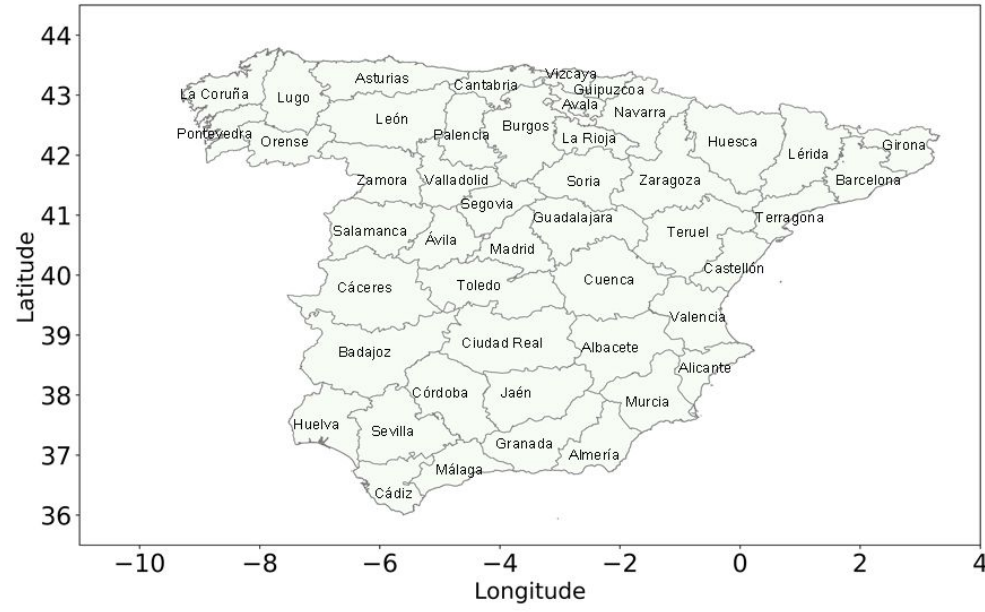 44
43
42
41
40
39
38
37
36
Latitude
−10
−8
−6
−4
−2
0
2
4
Longitude
La Coruña
Lugo
Asturias
Cantabria
Vizcaya
Guipuzcoa
Avala
Navarra
Pontevedra
Orense
León
Palencia
Burgos
La Rioja
Huesca
Lérida
Girona
Barcelona
Zamora
Valladolid
Soria
Zaragoza
Segovia
Guadalajara
Terragona
Salamanca
Ávila
Madrid
Teruel
Castellón
Cáceres
Toledo
Cuenca
Valencia
Badajoz
Ciudad Real
Albacete
Alicante
Córdoba
Jaén
Murcia
Huelva
Sevilla
Granada
Almería
Málaga
Cádiz